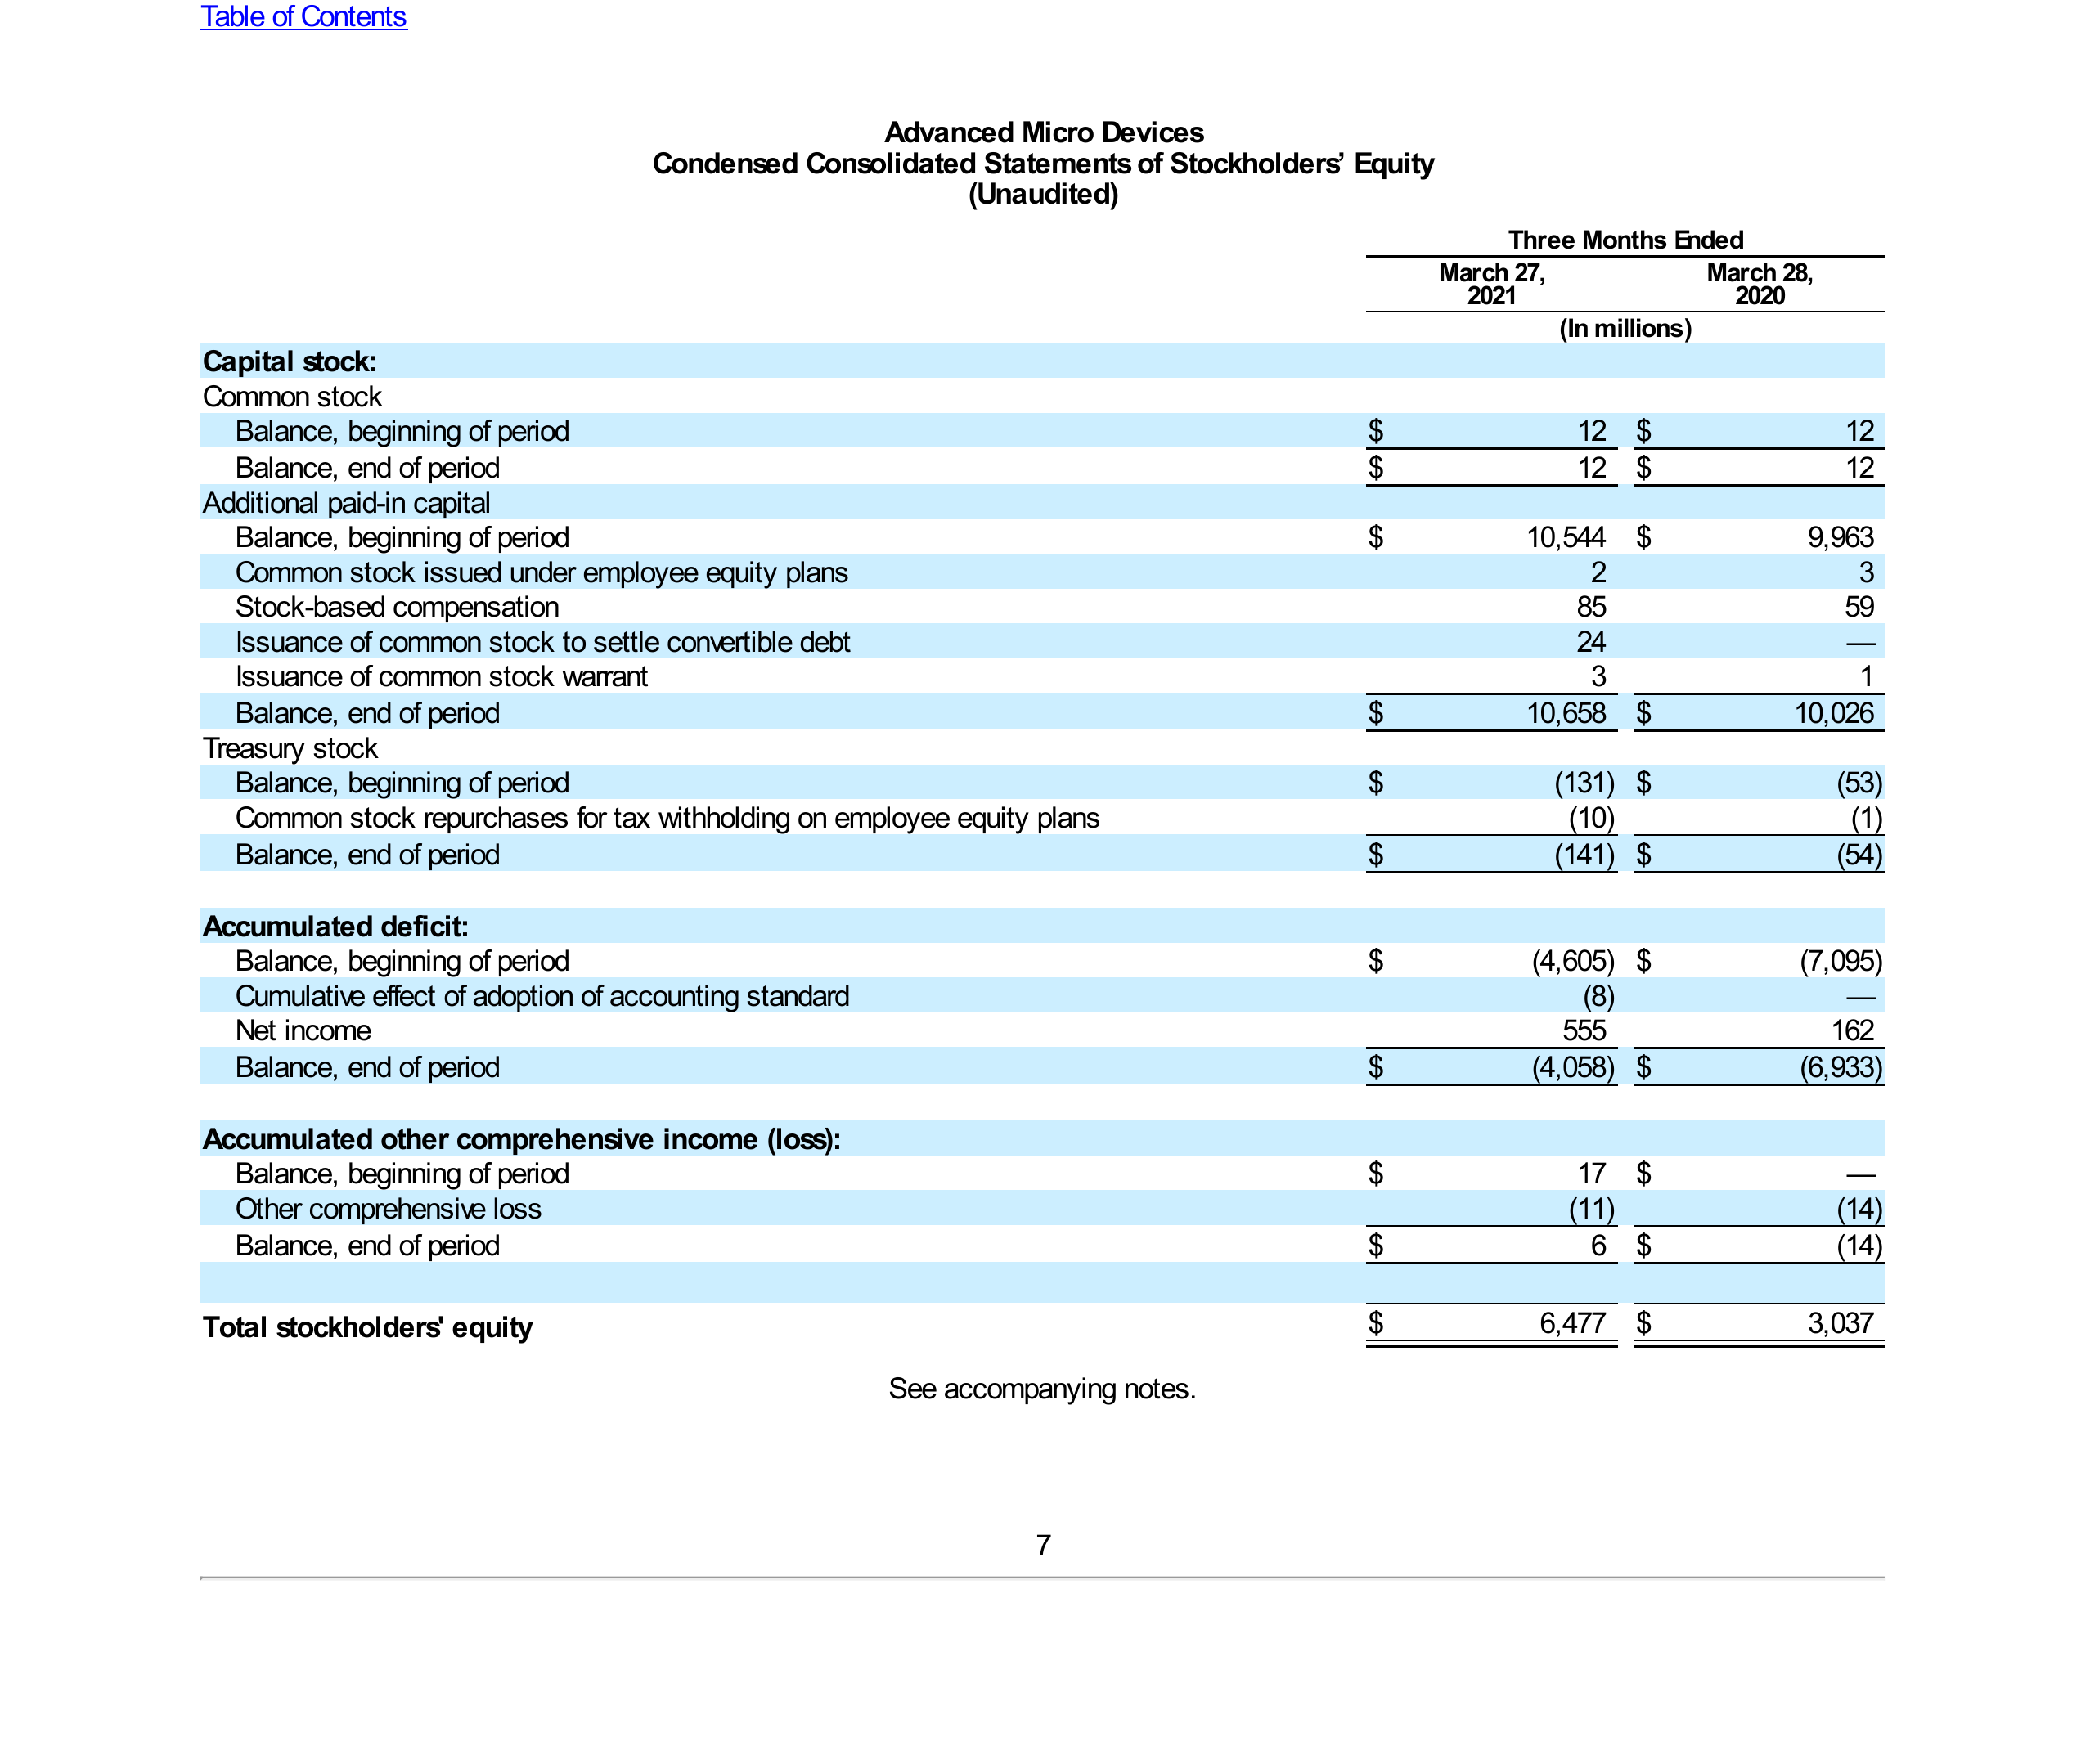 Table of Contents
Advanced Micro Devices
Condensed Consolidated Statements of Stockholders’ Equity
(Unaudited)
Three Months Ended
March 27, 2021 March 28, 2020
(In millions)
Capital stock:
Common stock
Balance, beginning of period $ 12 $ 12
Balance, end of period $ 12 $ 12
Additional paid-in capital
Balance, beginning of period $ 10,544 $ 9,963
Common stock issued under employee equity plans 2 3
Stock-based compensation 85 59
Issuance of common stock to settle convertible debt 24 —
Issuance of common stock warrant 3 1
Balance, end of period $ 10,658 $ 10,026
Treasury stock
Balance, beginning of period $ (131) $ (53)
Common stock repurchases for tax withholding on employee equity plans (10) (1)
Balance, end of period $ (141) $ (54)
Accumulated deficit:
Balance, beginning of period $ (4,605) $ (7,095)
Cumulative effect of adoption of accounting standard (8) —
Net income 555 162
Balance, end of period $ (4,058) $ (6,933)
Accumulated other comprehensive income (loss):
Balance, beginning of period $ 17 $ —
Other comprehensive loss (11) (14)
Balance, end of period $ 6 $ (14)
Total stockholders' equity $ 6,477 $ 3,037
See accompanying notes.
7